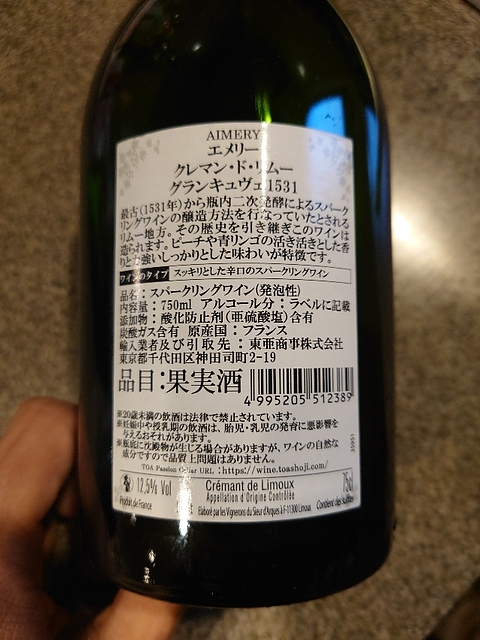 AIMERY
エメリー
クレマン・ド・リムー
グランキュヴェ1531
最古(1531年)から瓶内二次発酵によるスパーク
リングワインの醸造方法を行なっていたとされる
リムー地方。その歴史を引き継ぎこのワインは
造られます。ピーチや青リンゴの活き活きとした香
りと力強いしっかりとした味わいが特徴です。
ワインのタイプ スッキリとした辛口のスパークリングワイン
品名：スパークリングワイン(発泡性)
内容量：750ml アルコール分：ラベルに記載
添加物：酸化防止剤(亜硫酸塩)含有
炭酸ガス含有 原産国：フランス
輸入業者及び引取先：東亜商事株式会社
東京都千代田区神田司町2-19
品目：果実酒
4 995205 512389
※20歳未満の飲酒は法律で禁止されています。
※妊娠中や授乳期の飲酒は、胎児・乳児の発育に悪影響を
与えるおそれがあります。
※瓶底に沈殿物が生じる場合がありますが、ワインの自然な
成分ですので品質上問題はありません。
TOA Passion Cellar URL :https://wine.toashoji.com/
12,5% Vol
Crémant de Limoux
75cl
Appellation d'Origine Contrôlée
Produit de France
Elaboré par les Vignerons du Sieur d'Arques à F-11300 Limoux
Contient des sulfites